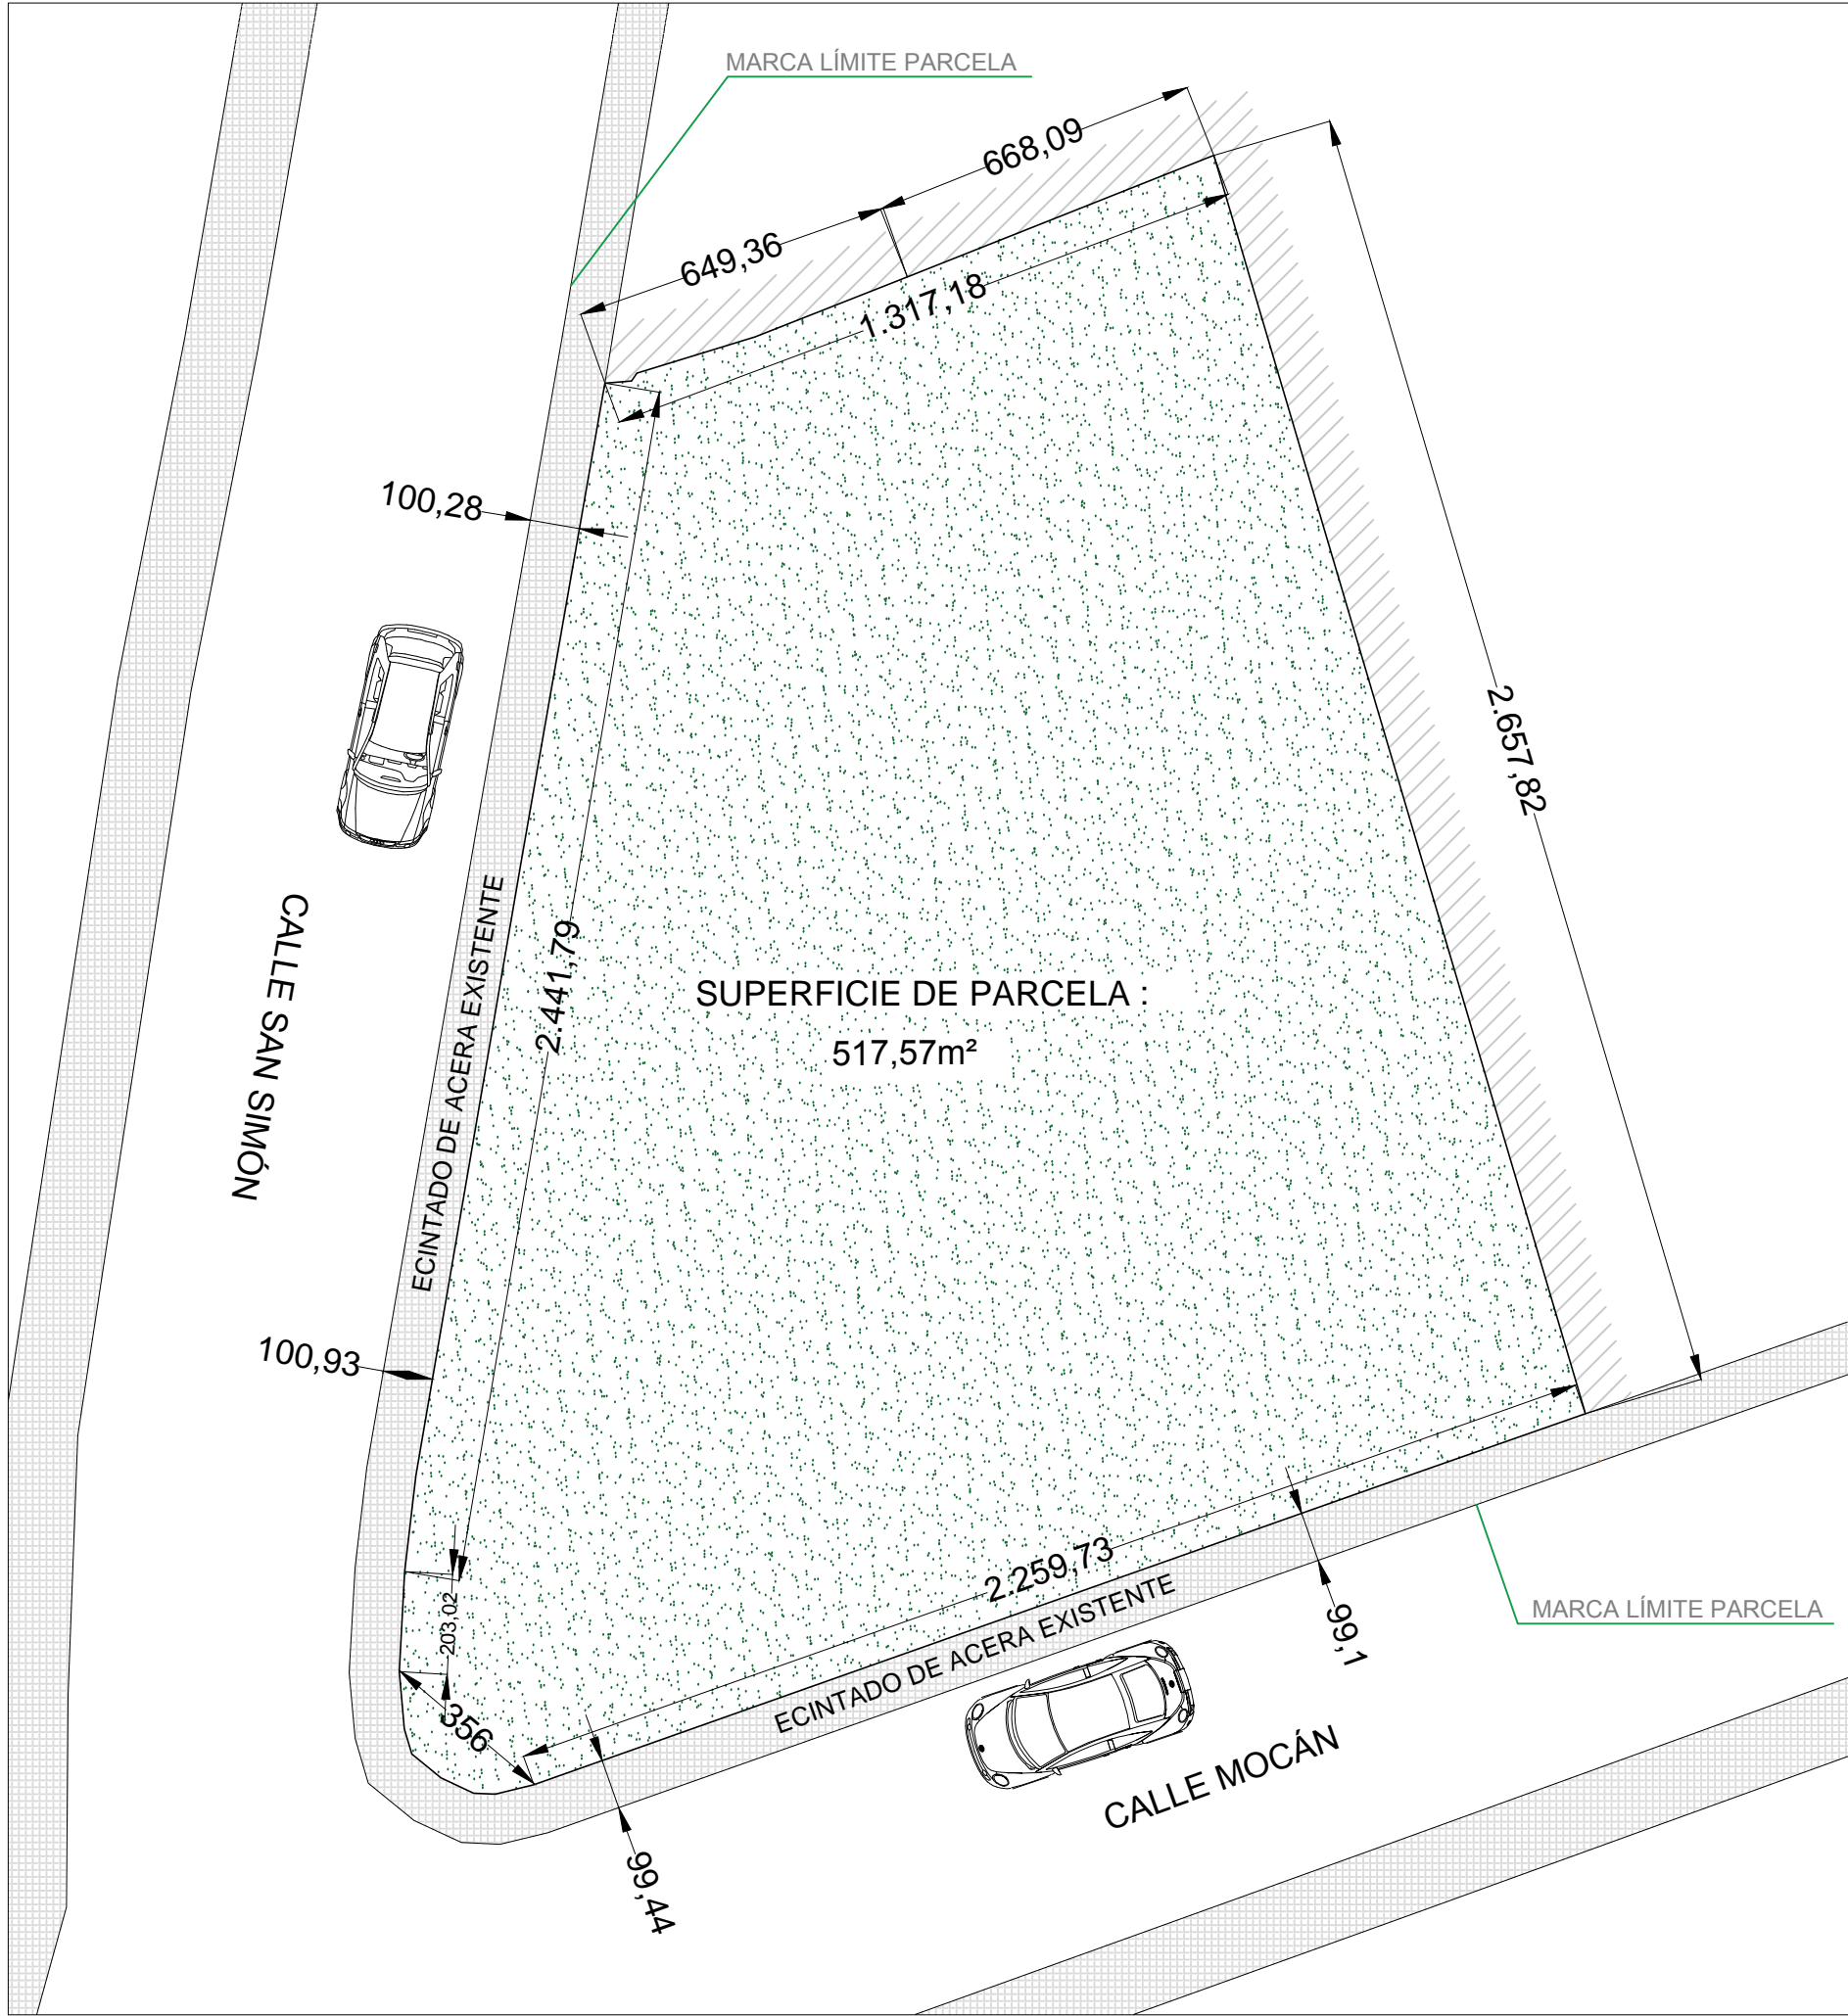 MARCA LÍMITE PARCELA
668,09
649,36
1.317,18
100,28
2.657,82
CALLE SAN SIMÓN
ECINTADO DE ACERA EXISTENTE
2.441,79
SUPERFICIE DE PARCELA :
517,57m²
100,93
203,02
356
2.259,73
ECINTADO DE ACERA EXISTENTE
99,1
MARCA LÍMITE PARCELA
CALLE MOCÁN
99,44